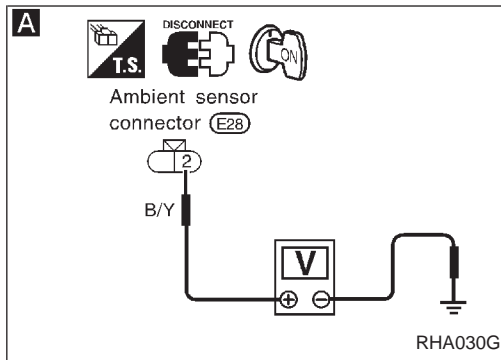 A
DISCONNECT
T.S.
ON
Ambient sensor
connector E28
2
B/Y
V
⊕ ⊖
RHA030G